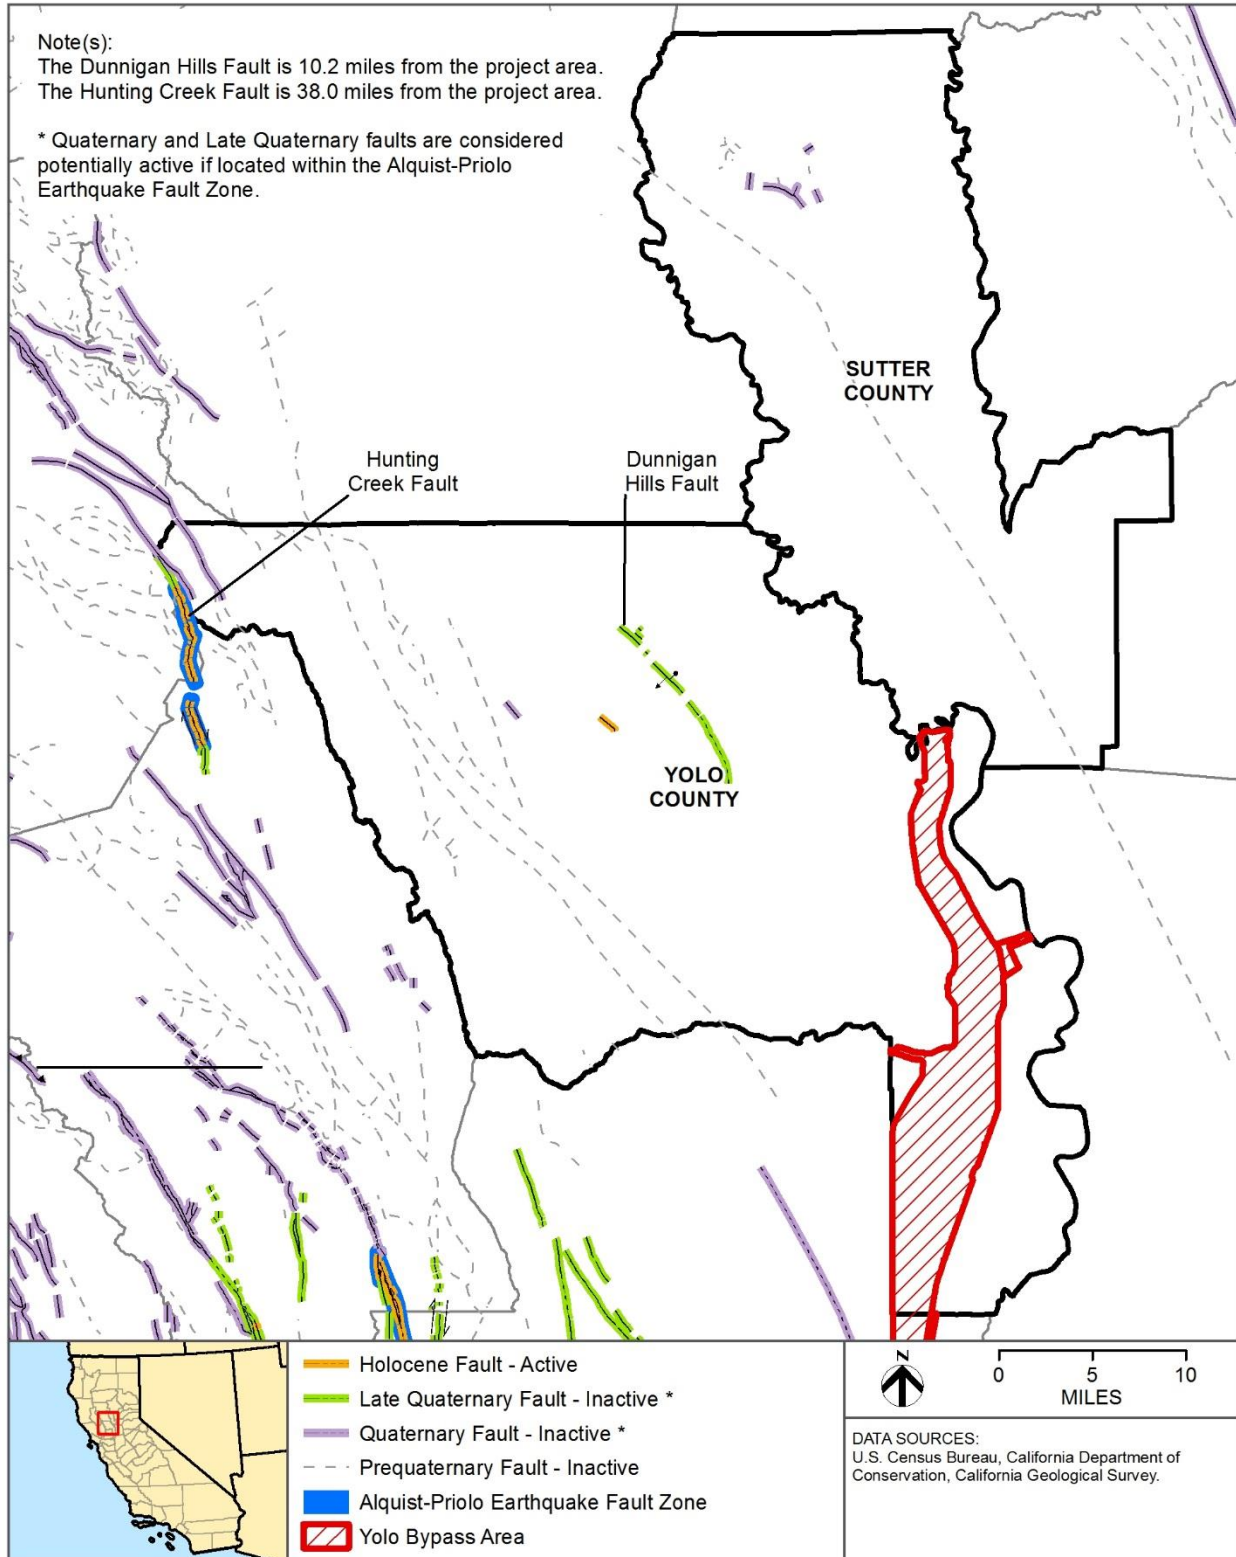 Note(s):
The Dunnigan Hills Fault is 10.2 miles from the project area.
The Hunting Creek Fault is 38.0 miles from the project area.
* Quaternary and Late Quaternary faults are considered
potentially active if located within the Alquist-Priolo
Earthquake Fault Zone.
SUTTER
COUNTY
Hunting
Creek Fault
Dunnigan
Hills Fault
YOLO
COUNTY
Holocene Fault - Active
Late Quaternary Fault - Inactive *
Quaternary Fault - Inactive *
Prequaternary Fault - Inactive
Alquist-Priolo Earthquake Fault Zone
Yolo Bypass Area
N
0 5 10
MILES
DATA SOURCES:
U.S. Census Bureau, California Department of
Conservation, California Geological Survey.